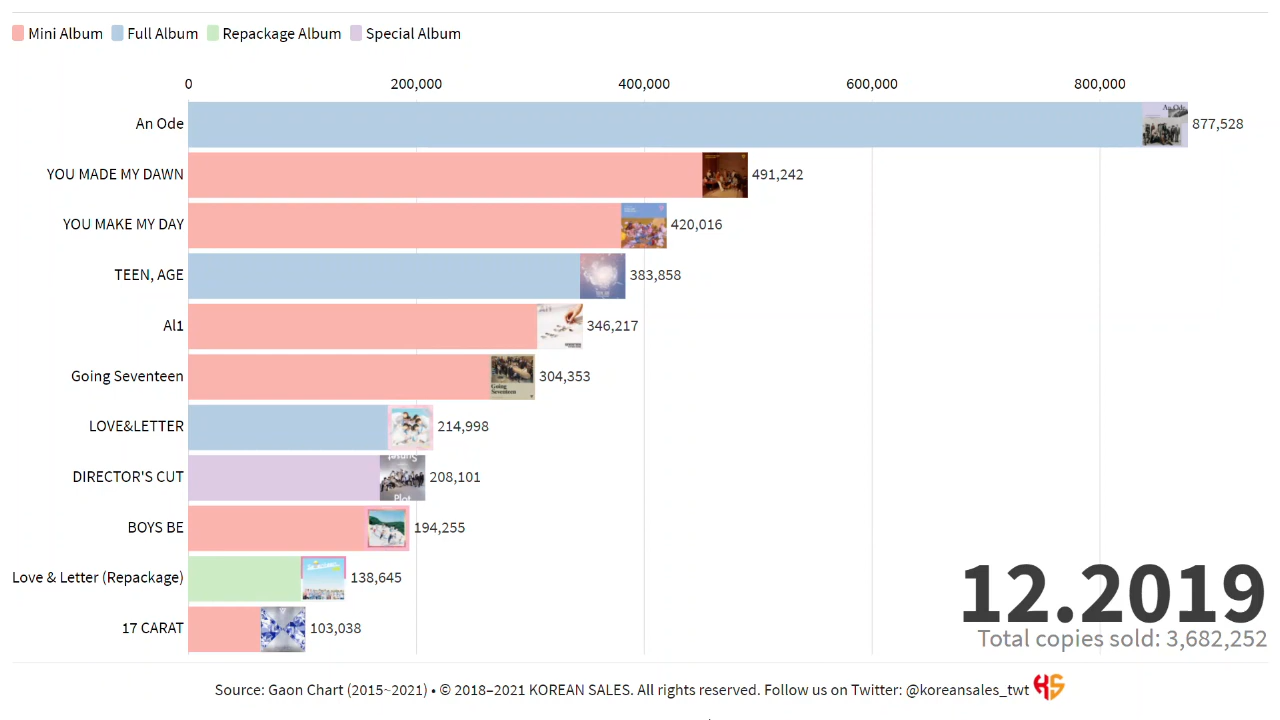 Mini Album Full Album Repackage Album Special Album
0 200,000 400,000 600,000 800,000
An Ode 877,528
YOU MADE MY DAWN 491,242
YOU MAKE MY DAY 420,016
TEEN, AGE 383,858
Al1 346,217
Going Seventeen 304,353
LOVE&LETTER 214,998
DIRECTOR'S CUT 208,101
BOYS BE 194,255
Love & Letter (Repackage) 138,645
17 CARAT 103,038
12.2019
Total copies sold: 3,682,252
Source: Gaon Chart (2015~2021) • © 2018–2021 KOREAN SALES. All rights reserved. Follow us on Twitter: @koreansales_twt KS